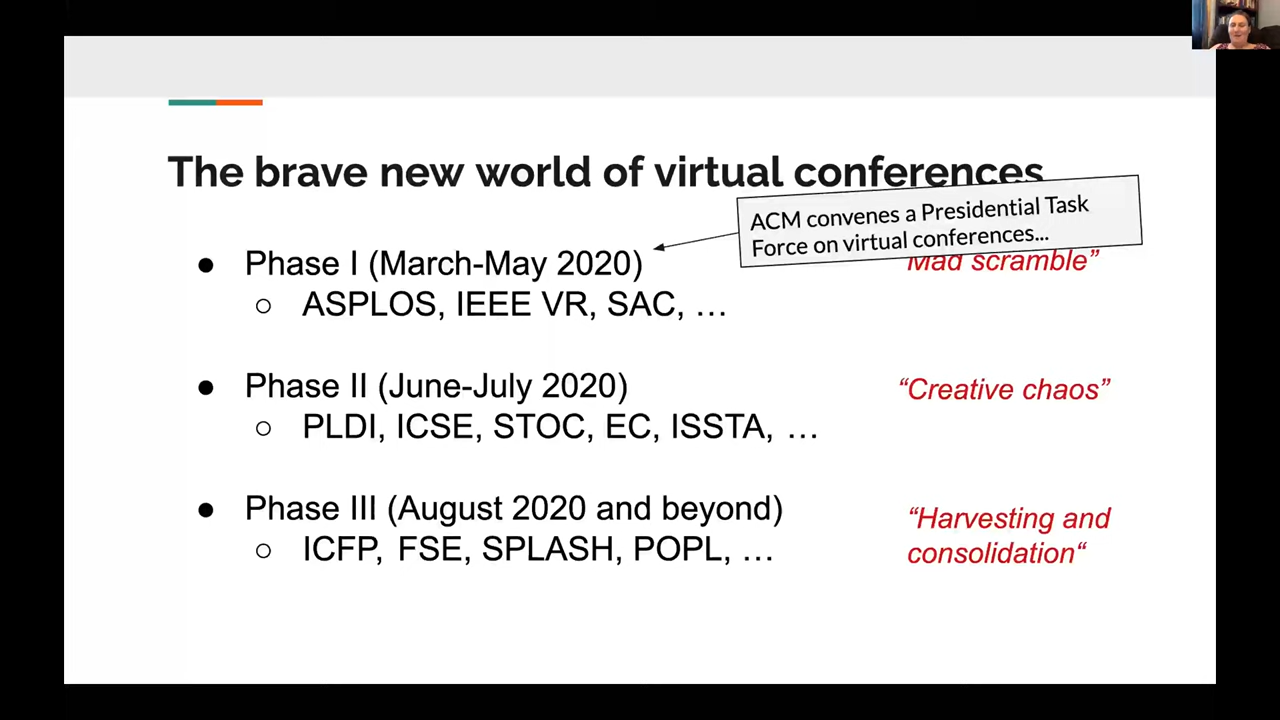 The brave new world of virtual conferences
ACM convenes a Presidential Task
Force on virtual conferences...
● Phase I (March-May 2020)
"Mad scramble”
○ ASPLOS, IEEE VR, SAC, …
● Phase II (June-July 2020)
“Creative chaos”
○ PLDI, ICSE, STOC, EC, ISSTA, …
● Phase III (August 2020 and beyond)
“Harvesting and
○ ICFP, FSE, SPLASH, POPL, …
consolidation“